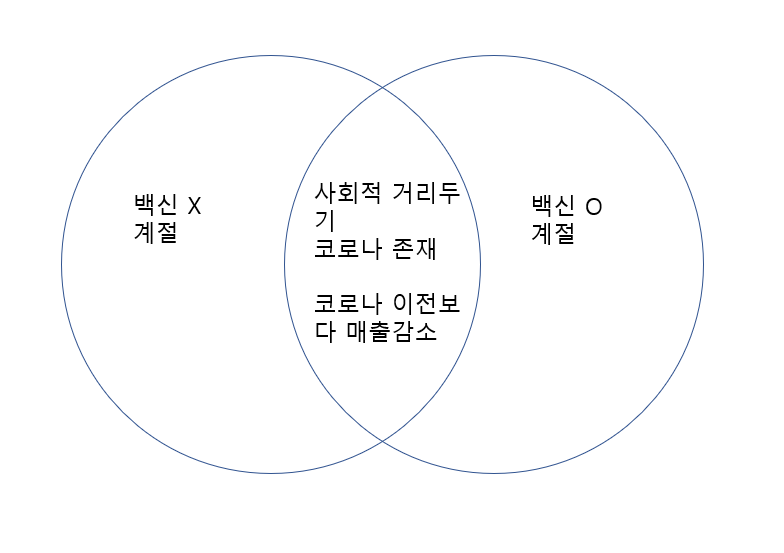 백신 X
계절
사회적 거리두
기
코로나 존재
코로나 이전보
다 매출감소
백신 O
계절